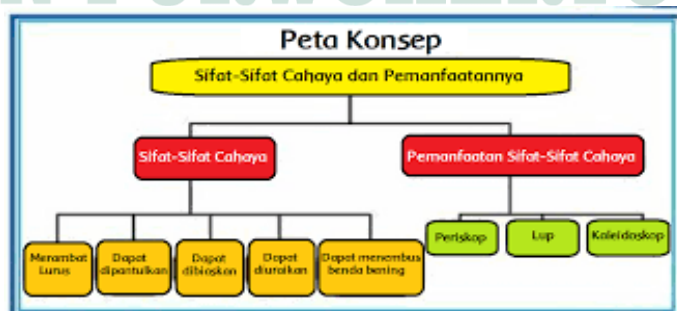 Peta Konsep
Sifat-Sifat Cahaya dan Pemanfaatannya
Sifat-Sifat Cahaya
Pemanfaatan Sifat-Sifat Cahaya
Merambat
Lurus
Dapat
dipantulkan
Dapat
dibiaskan
Dapat
diuraikan
Dapat menembus
benda bening
Periskop
Lup
Kaleidoskop